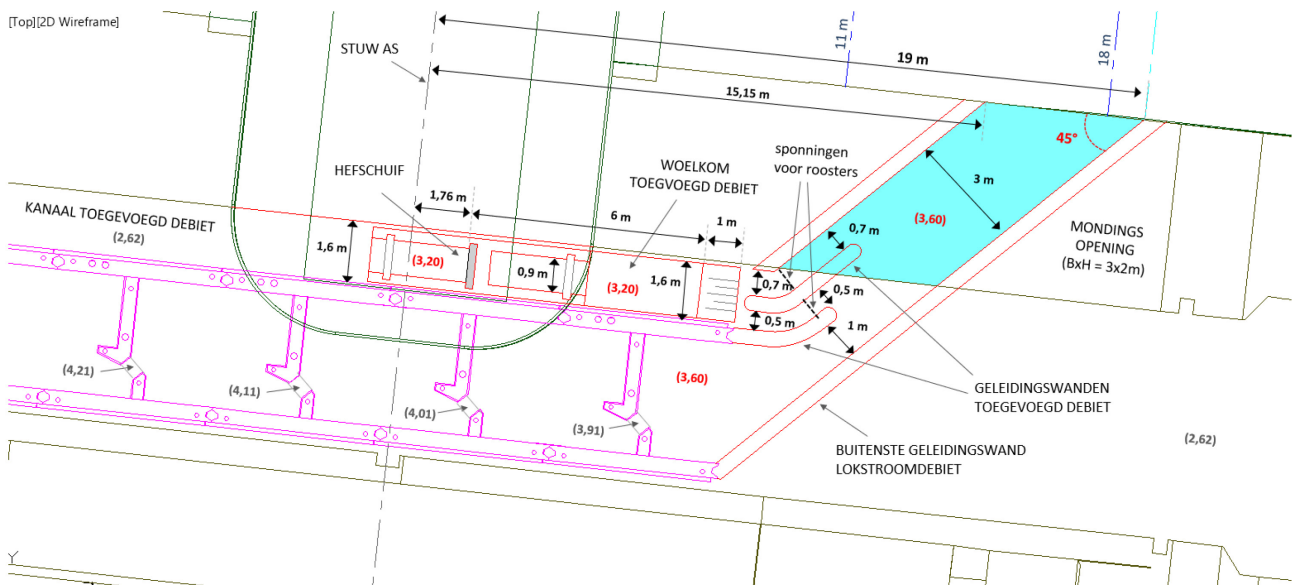 [Top][2D Wireframe]
STUW AS
11 m
19 m
18 m
15,15 m
45°
sponningen
voor roosters
HEFSCHUIF
WOELKOM
TOEGVOEGD DEBIET
1,76 m
6 m
1 m
3 m
KANAAL TOEGEVOEGD DEBIET
(2,62)
1,6 m
(3,20)
0,9 m
(3,20)
1,6 m
0,7 m
(3,60)
MONDINGS
OPENING
(BxH = 3x2m)
0,7 m
0,5 m
0,5 m
1 m
(4,21)
(4,11)
(4,01)
(3,91)
(3,60)
GELEIDINGSWANDEN
TOEGEVOEGD DEBIET
(2,62)
BUITENSTE GELEIDINGSWAND
LOKSTROOMDEBIET
Y